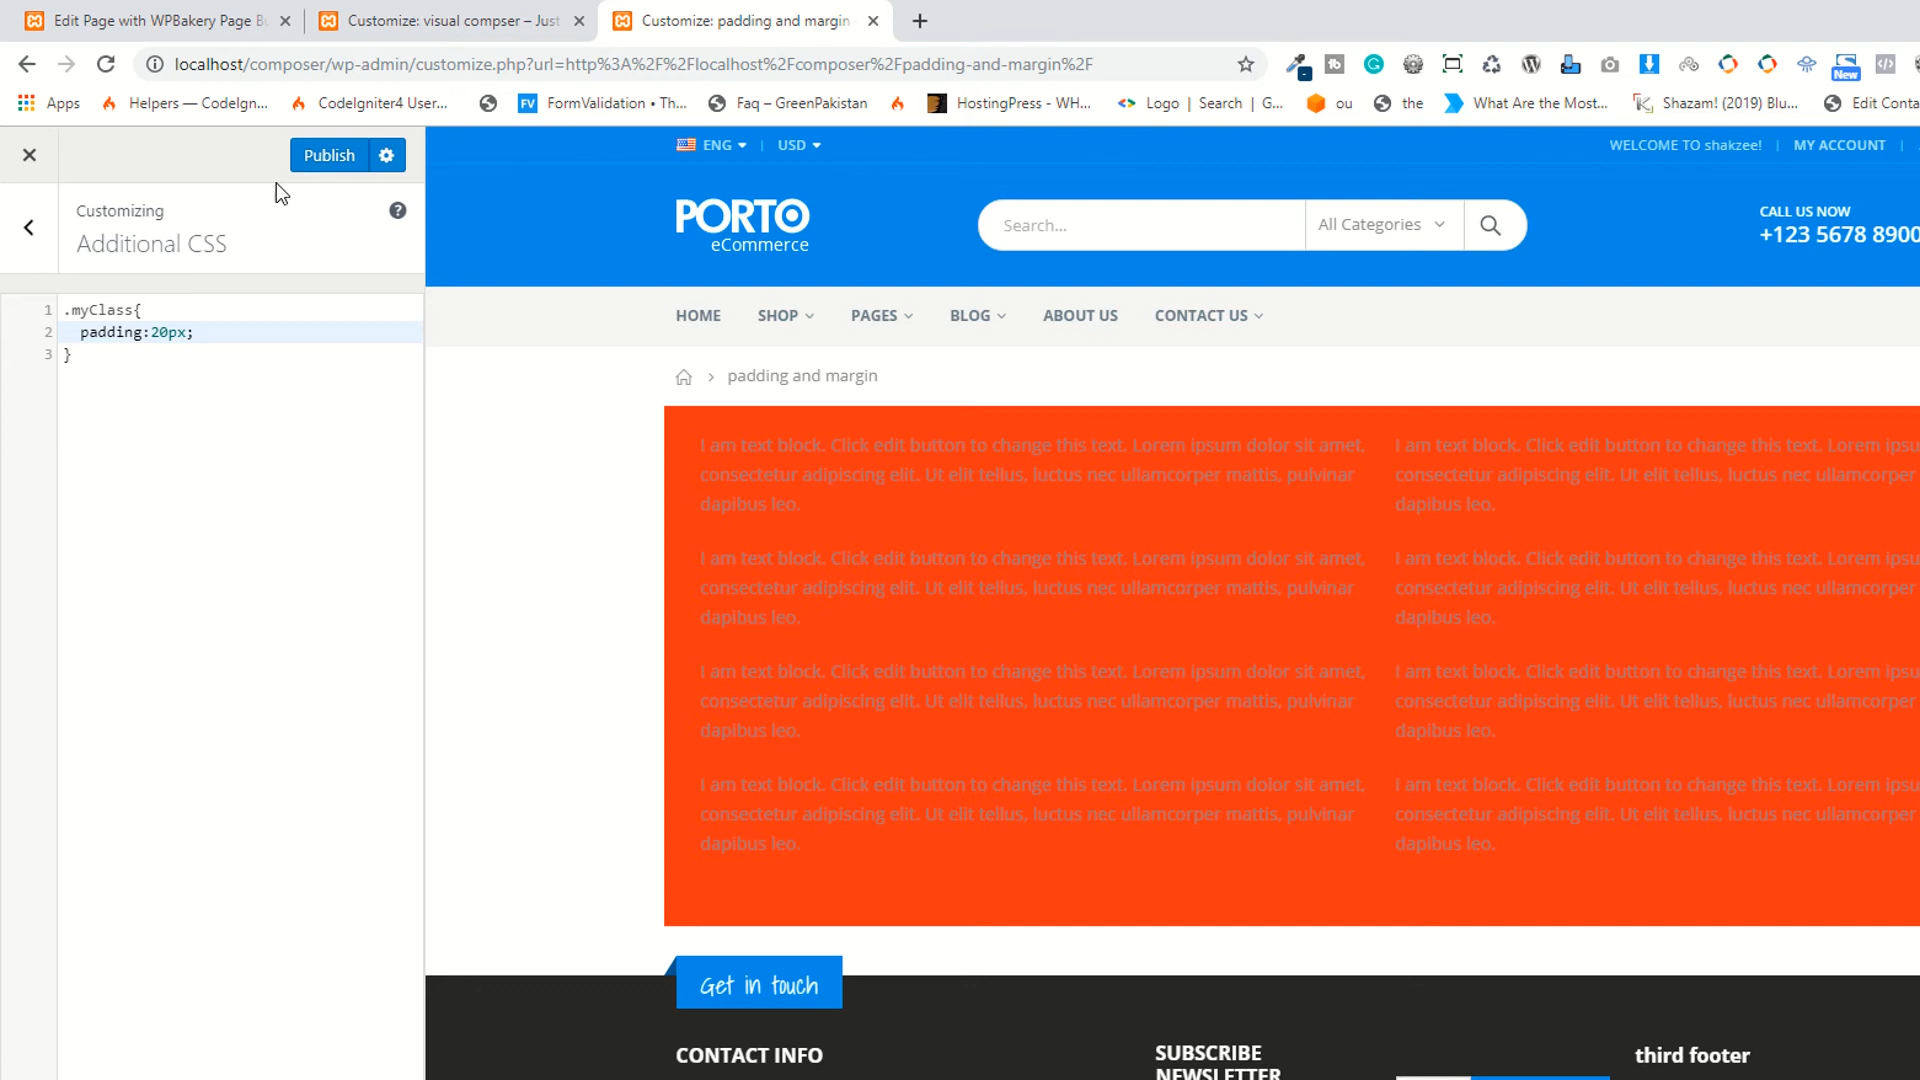 Edit Page with WPBakery Page Bu
Customize: visual compser – Just
Customize: padding and margin
localhost/composer/wp-admin/customize.php?url=http%3A%2F%2Flocalhost%2Fcomposer%2Fpadding-and-margin%2F
New
Apps
Helpers — CodeIgn...
CodeIgniter4 User...
FV
FormValidation • Th...
Faq – GreenPakistan
HostingPress - WH...
Logo | Search | G...
ou
the
What Are the Most...
Shazam! (2019) Blu...
Edit Conta
Publish
Customizing
Additional CSS
1 .myClass{
2 padding:20px;
3 }
ENG | USD
WELCOME TO shakzee! | MY ACCOUNT |
PORTO
eCommerce
Search...
All Categories
CALL US NOW
+123 5678 8900
HOME SHOP PAGES BLOG ABOUT US CONTACT US
padding and margin
I am text block. Click edit button to change this text. Lorem ipsum dolor sit amet,
consectetur adipiscing elit. Ut elit tellus, luctus nec ullamcorper mattis, pulvinar
dapibus leo.
I am text block. Click edit button to change this text. Lorem ipsum dolor sit amet,
consectetur adipiscing elit. Ut elit tellus, luctus nec ullamcorper mattis, pulvinar
dapibus leo.
I am text block. Click edit button to change this text. Lorem ipsum dolor sit amet,
consectetur adipiscing elit. Ut elit tellus, luctus nec ullamcorper mattis, pulvinar
dapibus leo.
I am text block. Click edit button to change this text. Lorem ipsum dolor sit amet,
consectetur adipiscing elit. Ut elit tellus, luctus nec ullamcorper mattis, pulvinar
dapibus leo.
I am text block. Click edit button to change this text. Lorem ipsu
consectetur adipiscing elit. Ut elit tellus, luctus nec ullamcorper
dapibus leo.
I am text block. Click edit button to change this text. Lorem ipsu
consectetur adipiscing elit. Ut elit tellus, luctus nec ullamcorper
dapibus leo.
I am text block. Click edit button to change this text. Lorem ipsu
consectetur adipiscing elit. Ut elit tellus, luctus nec ullamcorper
dapibus leo.
I am text block. Click edit button to change this text. Lorem ipsu
consectetur adipiscing elit. Ut elit tellus, luctus nec ullamcorper
dapibus leo.
Get in touch
CONTACT INFO
SUBSCRIBE
NEWSLETTER
third footer